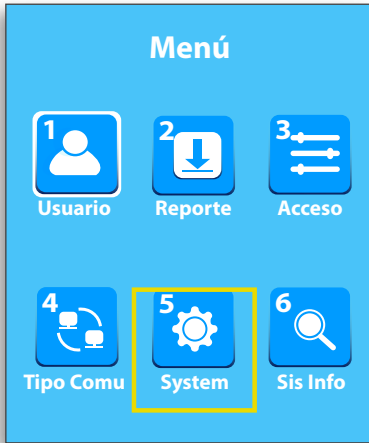 Menú
1 2 3
Usuario Reporte Acceso
4 5 6
Tipo Comu System Sis Info